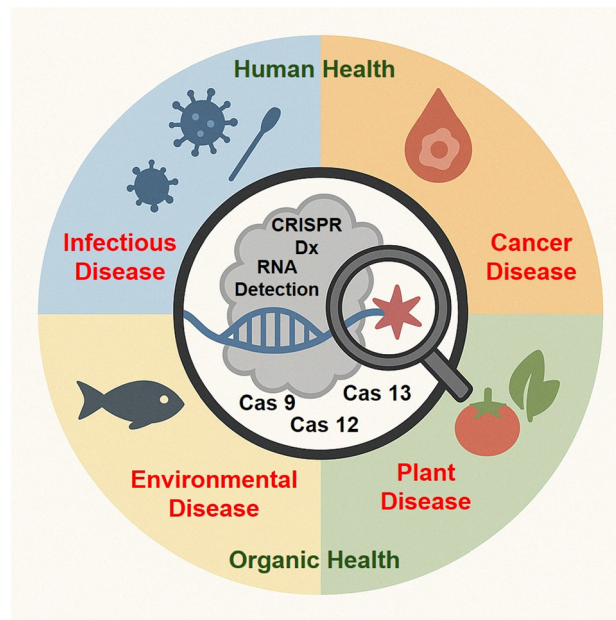 Human Health
Infectious
Disease
Cancer
Disease
CRISPR
Dx
RNA
Detection
Cas 9
Cas 13
Cas 12
Environmental
Disease
Plant
Disease
Organic Health